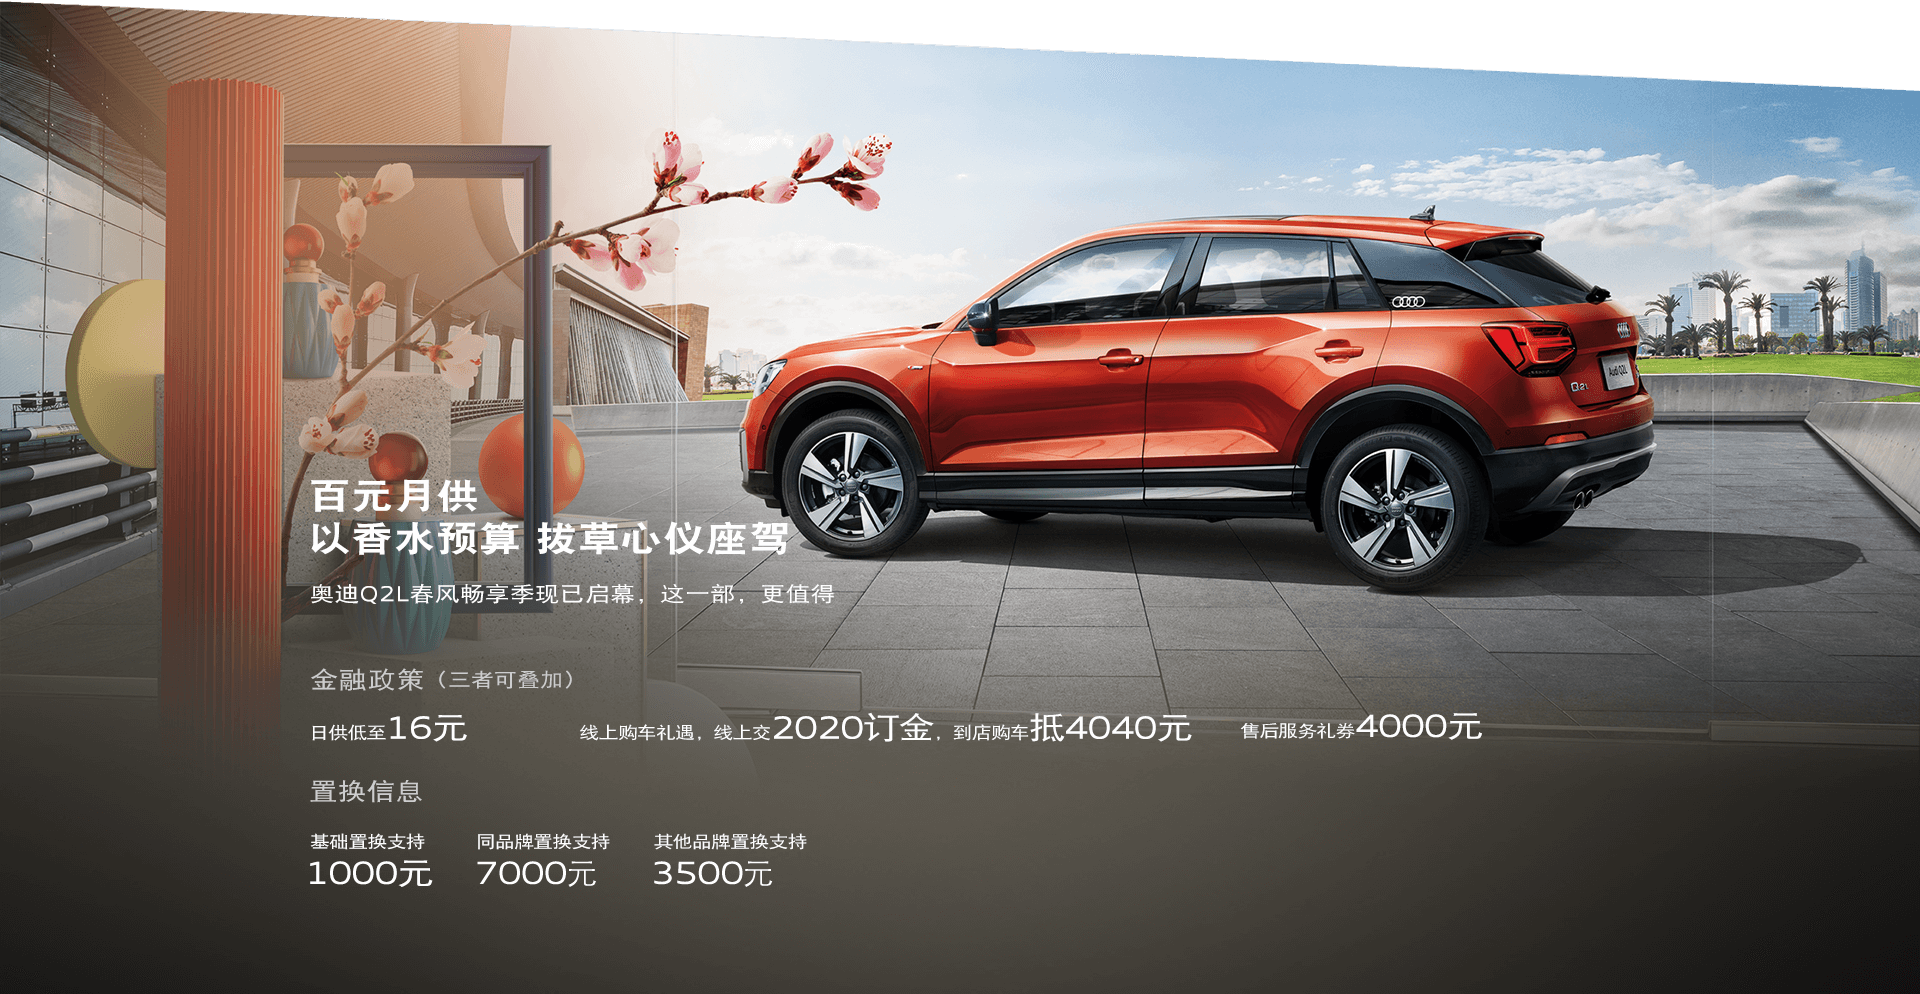 百元月供
以香水预算 拔草心仪座驾
奥迪Q2L春风畅享季现已启幕，这一部，更值得
金融政策（三者可叠加）
日供低至16元 线上购车礼遇，线上交2020订金，到店购车抵4040元 售后服务礼券4000元
置换信息
基础置换支持 同品牌置换支持 其他品牌置换支持
1000元 7000元 3500元
Q2L
Audi Q2L